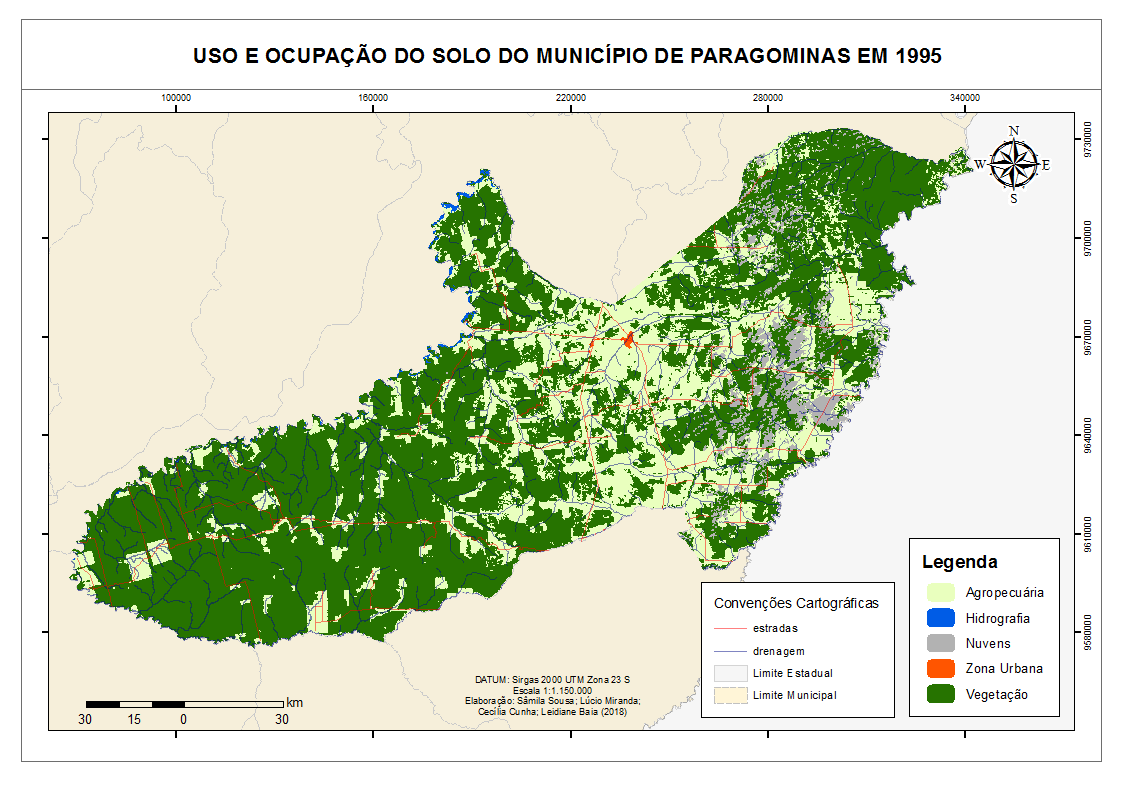 USO E OCUPAÇÃO DO SOLO DO MUNICÍPIO DE PARAGOMINAS EM 1995
100000 160000 220000 280000 340000
N
W E
S
9730000
9700000
9670000
9640000
9610000
9580000
Legenda
Agropecuária
Hidrografia
Nuvens
Zona Urbana
Vegetação
Convenções Cartográficas
estradas
drenagem
Limite Estadual
Limite Municipal
DATUM: Sirgas 2000 UTM Zona 23 S
Escala 1:1.150.000
Elaboração: Sâmila Sousa; Lúcio Miranda;
Cecília Cunha; Leidiane Baia (2018)
km
30 15 0 30